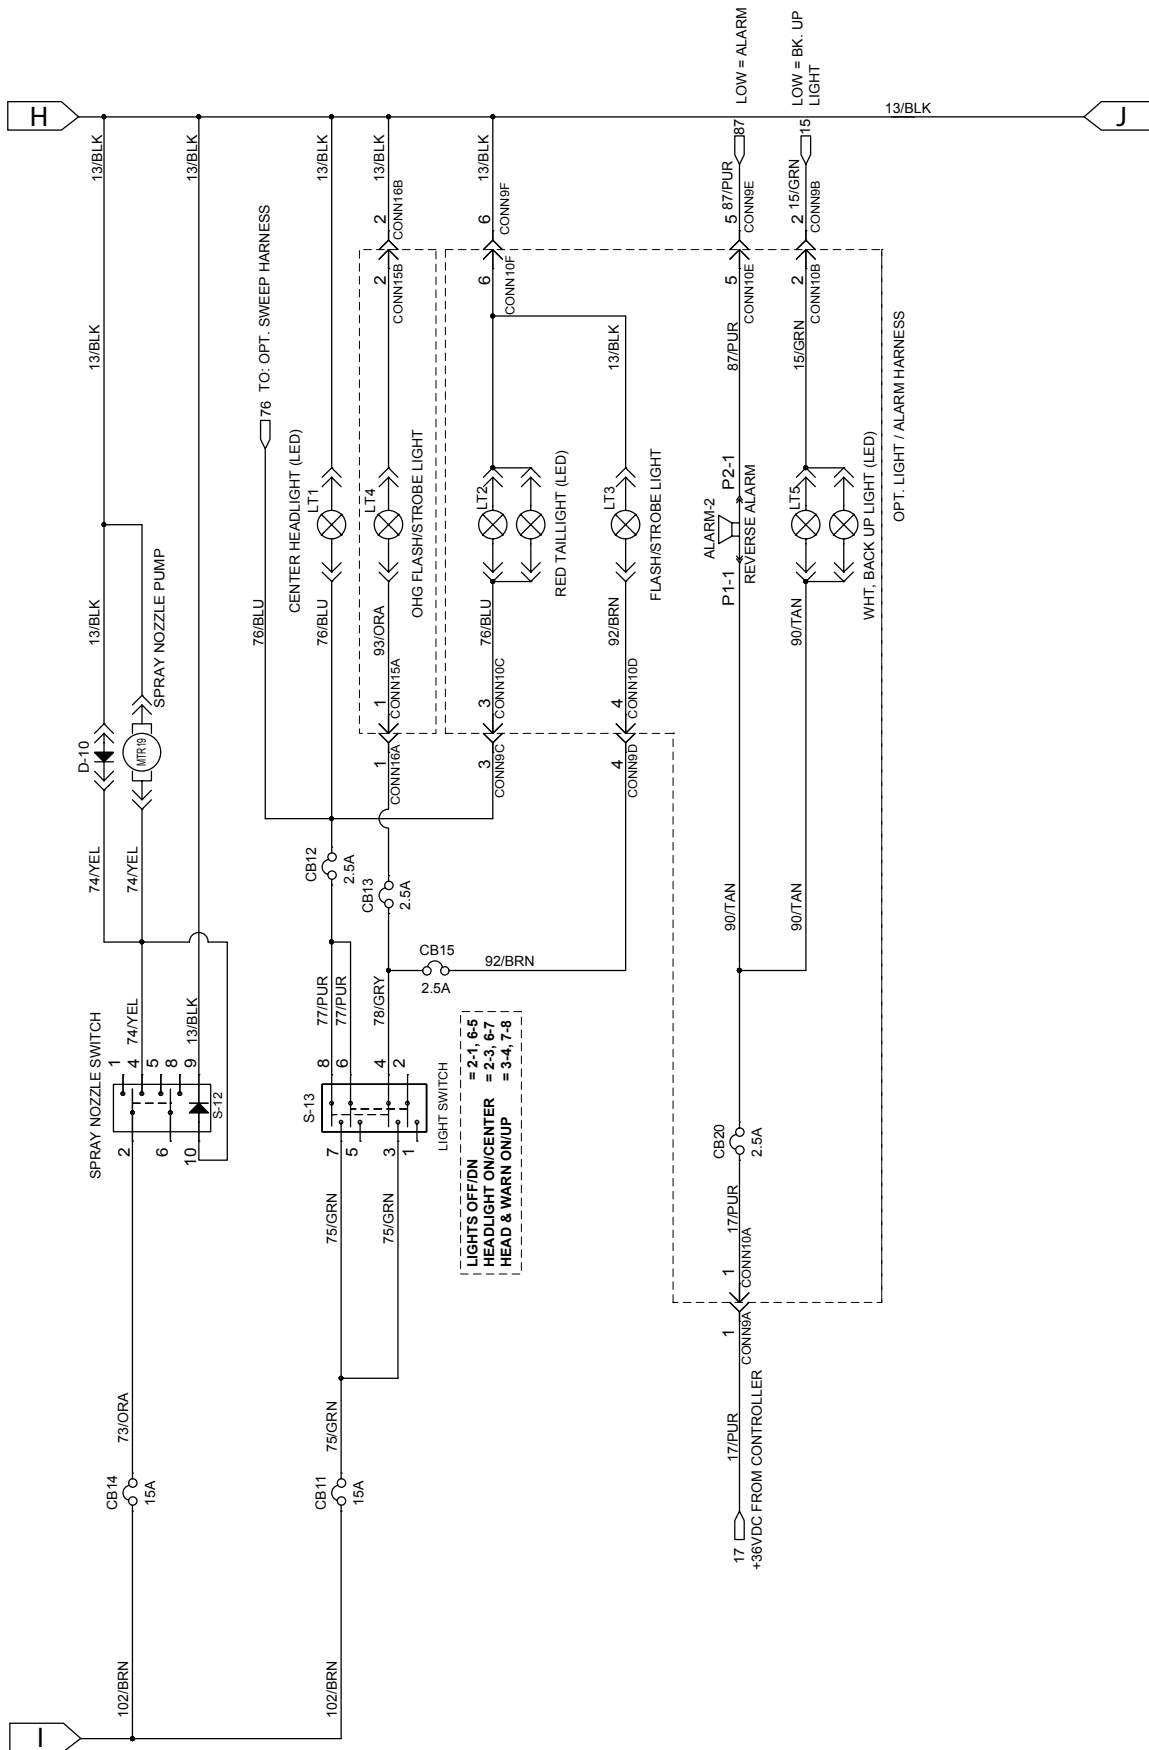 H
J
I
13/BLK
13/BLK
13/BLK
13/BLK
13/BLK
13/BLK
87
LOW = ALARM
15
LOW = BK. UP
LIGHT
87/PUR
15/GRN
5
CONN9E
2
CONN9B
2
CONN16B
6
CONN9F
2
CONN15B
6
CONN10F
5
CONN10E
2
CONN10B
76 TO: OPT. SWEEP HARNESS
13/BLK
13/BLK
87/PUR
15/GRN
OPT. LIGHT / ALARM HARNESS
CENTER HEADLIGHT (LED)
LT1
LT4
OHG FLASH/STROBE LIGHT
LT2
RED TAILLIGHT (LED)
LT3
FLASH/STROBE LIGHT
ALARM-2
P2-1
P1-1
REVERSE ALARM
LT5
WHT, BACK UP LIGHT (LED)
13/BLK
SPRAY NOZZLE PUMP
D-10
MTR19
76/BLU
76/BLU
93/ORA
76/BLU
92/BRN
90/TAN
1
CONN15A
3
CONN10C
4
CONN10D
1
CONN16A
3
CONN9C
4
CONN9D
74/YEL
74/YEL
CB12
2.5A
CB13
2.5A
CB15
2.5A
92/BRN
90/TAN
90/TAN
74/YEL
13/BLK
77/PUR
77/PUR
78/GRY
SPRAY NOZZLE SWITCH
1
4
5
8
9
2
6
10
S-12
8
6
4
2
S-13
7
5
3
1
LIGHT SWITCH
LIGHTS OFF/DN = 2-1, 6-5
HEADLIGHT ON/CENTER = 2-3, 6-7
HEAD & WARN ON/UP = 3-4, 7-8
CB20
2.5A
75/GRN
75/GRN
17/PUR
1
CONN10A
1
CONN9A
73/ORA
75/GRN
17/PUR
CB14
15A
CB11
15A
17
+36VDC FROM CONTROLLER
102/BRN
102/BRN